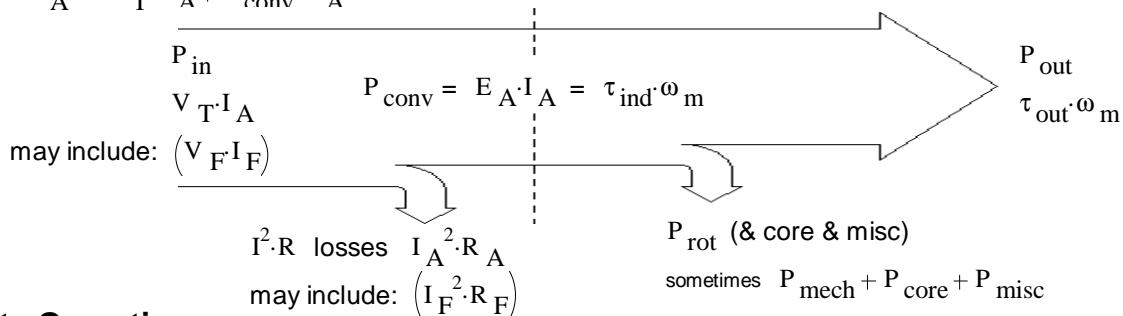 P in
V T·I A
may include: (V F·I F)
P conv = E A·I A = τ ind·ω m
P out
τ out·ω m
I²·R losses I A²·R A
may include: (I F²·R F)
P rot (& core & misc)
sometimes P mech + P core + P misc